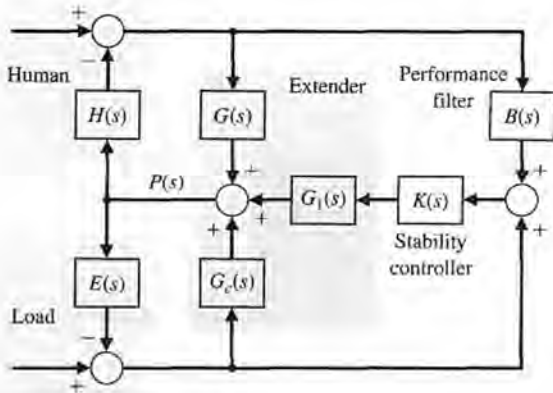 +
−
Human
Extender
Performance
filter
H(s)
G(s)
B(s)
P(s)
+
+
+
+
G₁(s)
K(s)
+
Stability
controller
E(s)
G_c(s)
Load
−
+